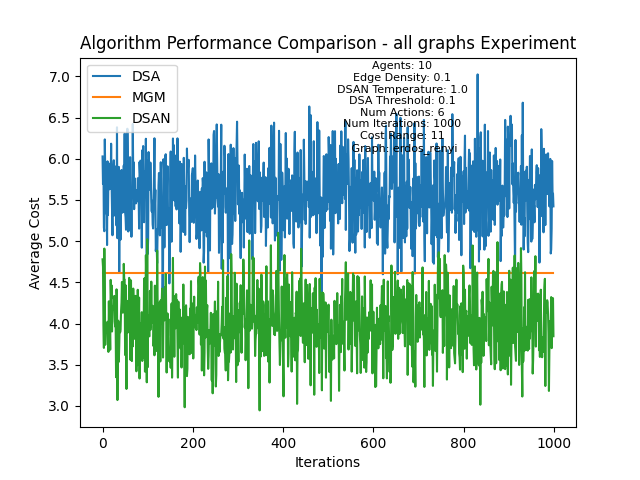 Algorithm Performance Comparison - all graphs Experiment
DSA
MGM
DSAN
Agents: 10
Edge Density: 0.1
DSAN Temperature: 1.0
DSA Threshold: 0.1
Num Actions: 6
Num Iterations: 1000
Cost Range: 11
Graph: erdos_renyi
Average Cost
7.0
6.5
6.0
5.5
5.0
4.5
4.0
3.5
3.0
0
200
400
600
800
1000
Iterations